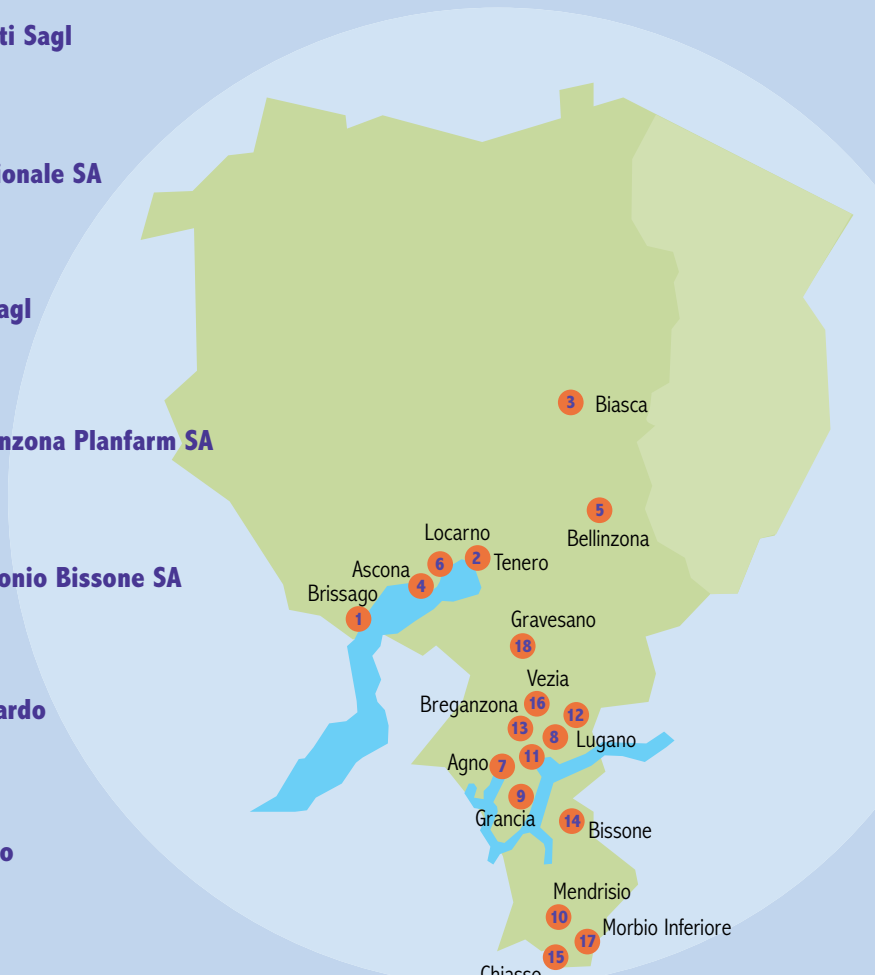 ti Sagl
ionale SA
agl
nzona Planfarm SA
onio Bissone SA
ardo
o
3 Biasca
5
Bellinzona
Locarno
6 2 Tenero
Ascona
4
Brissago
1
Gravesano
18
Vezia
16
Breganzona
12
13
8 Lugano
11
Agno 7
9
Grancia
14 Bissone
Mendrisio
10
Morbio Inferiore
17
15
Chiasso